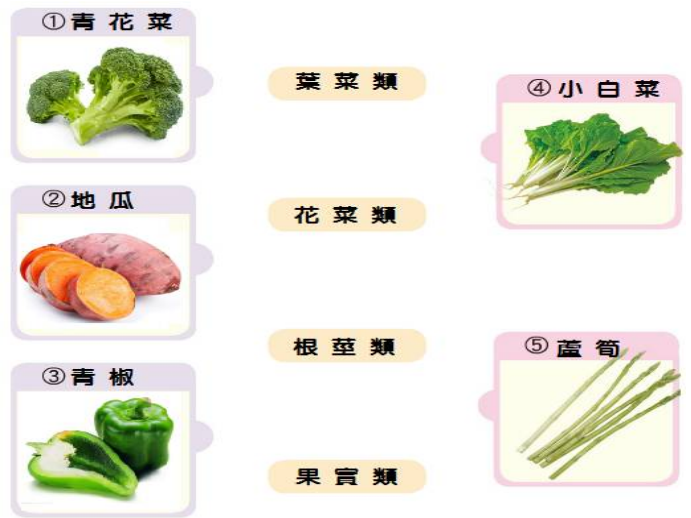 ①青花菜
葉菜類
④小白菜
②地瓜
花菜類
根莖類
⑤蘆筍
③青椒
果實類